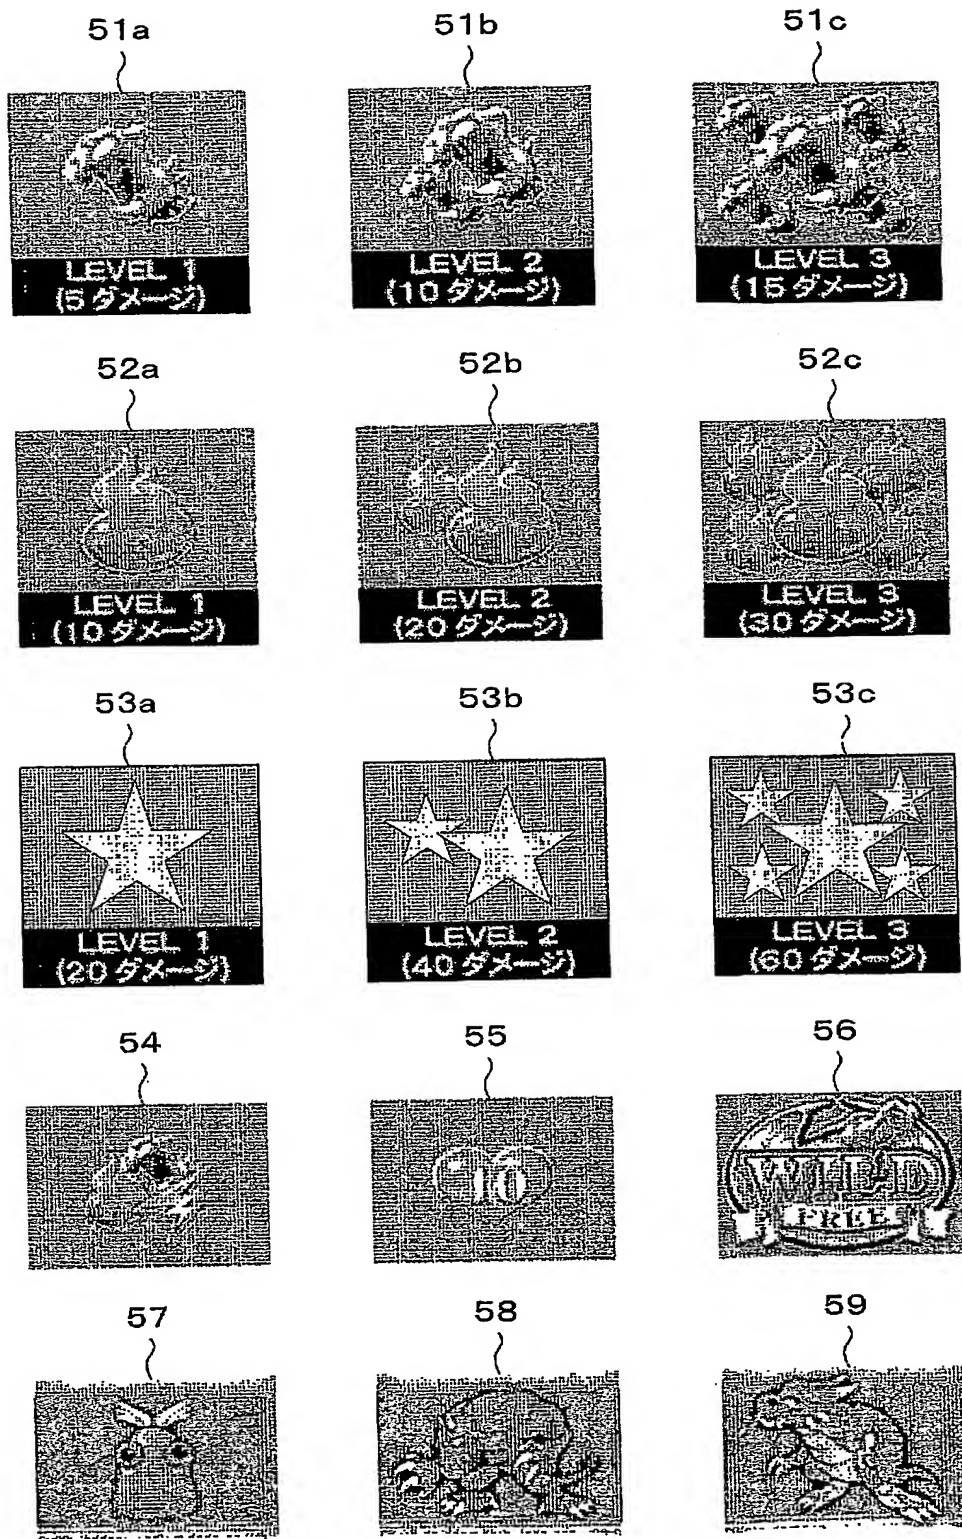 51a 51b 51c
LEVEL 1 LEVEL 2 LEVEL 3
(5 ダメージ) (10 ダメージ) (15 ダメージ)
52a 52b 52c
LEVEL 1 LEVEL 2 LEVEL 3
(10 ダメージ) (20 ダメージ) (30 ダメージ)
53a 53b 53c
LEVEL 1 LEVEL 2 LEVEL 3
(20 ダメージ) (40 ダメージ) (60 ダメージ)
54 55 56
10 WILD
FREE
57 58 59